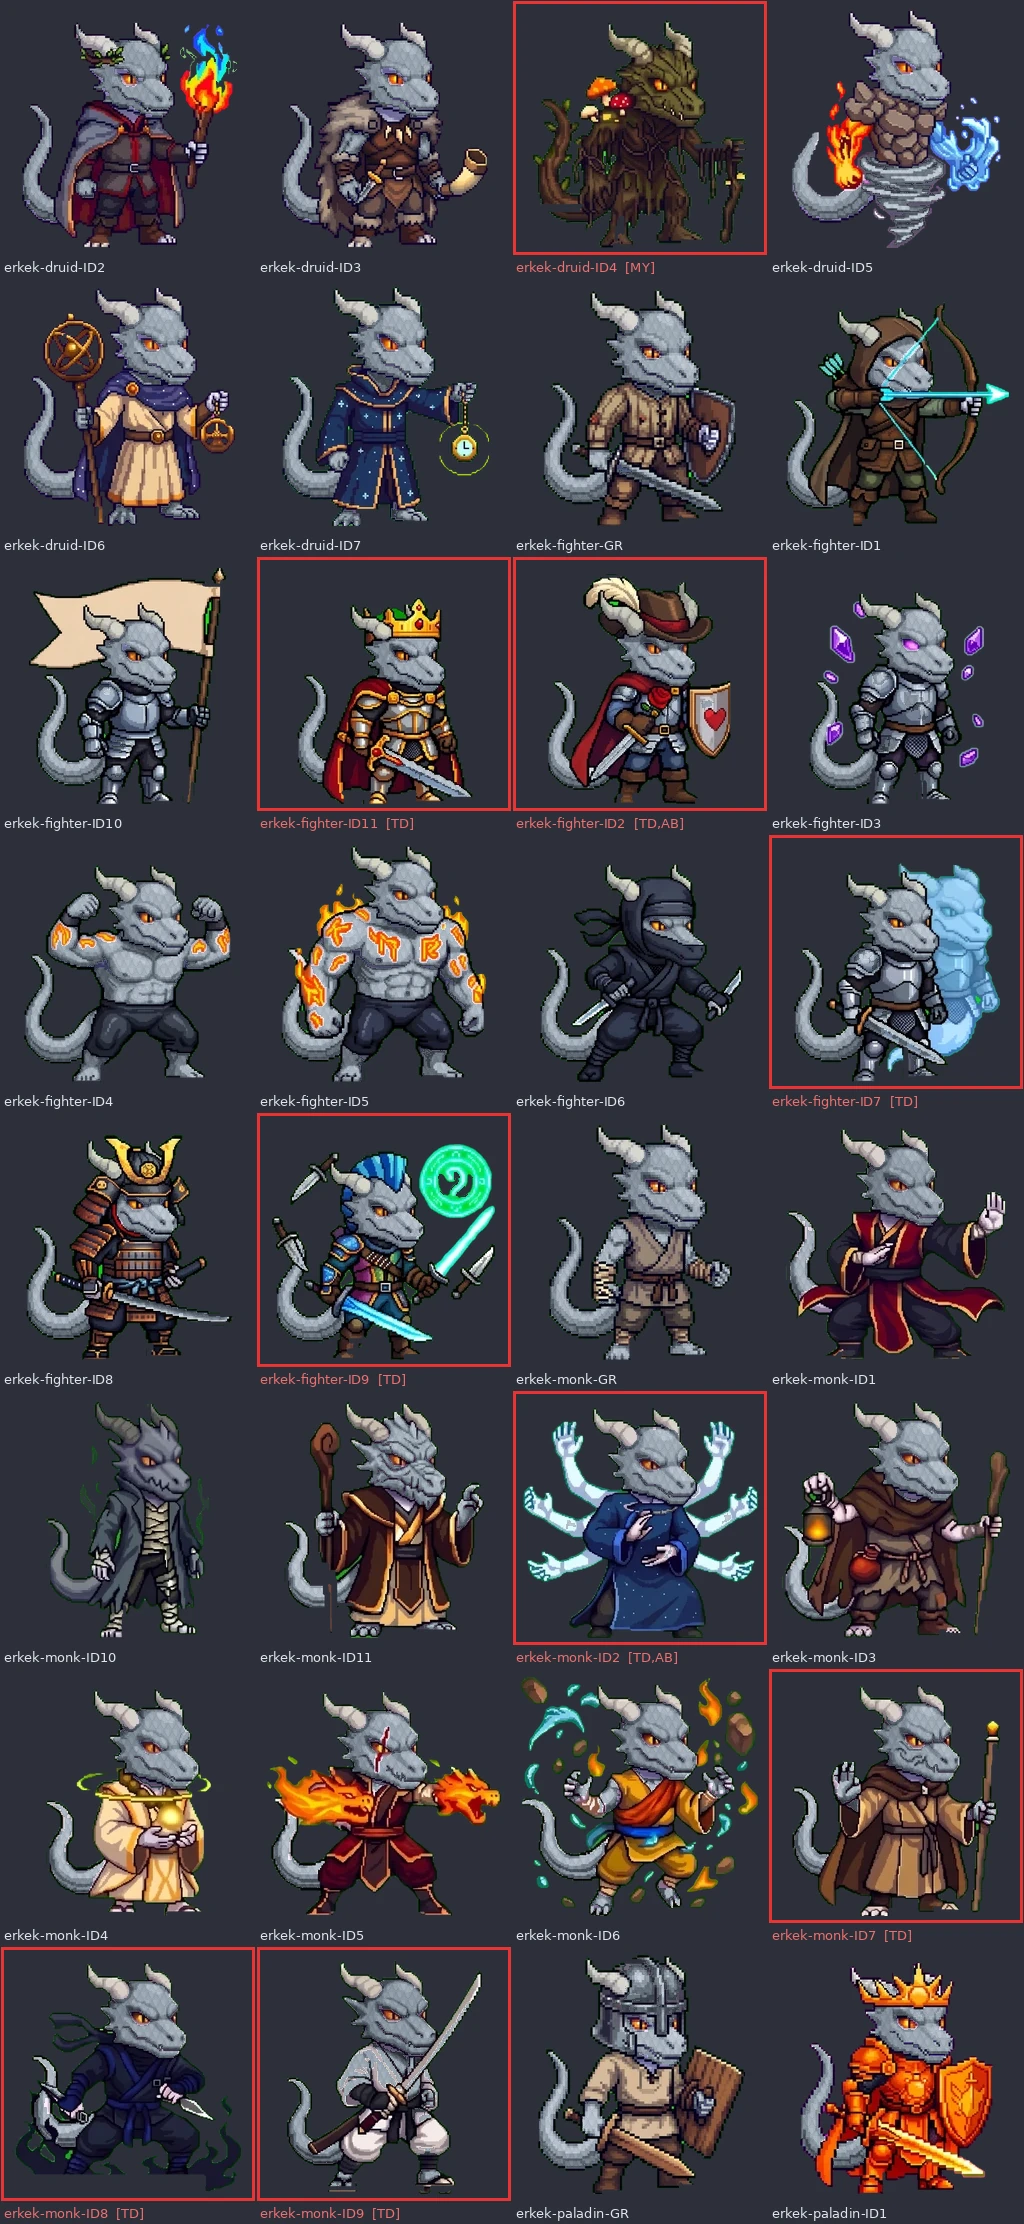 erkek-druid-ID2
erkek-druid-ID3
erkek-druid-ID4 [MY]
erkek-druid-ID5
erkek-druid-ID6
erkek-druid-ID7
erkek-fighter-GR
erkek-fighter-ID1
erkek-fighter-ID10
erkek-fighter-ID11 [TD]
erkek-fighter-ID2 [TD,AB]
erkek-fighter-ID3
erkek-fighter-ID4
erkek-fighter-ID5
erkek-fighter-ID6
erkek-fighter-ID7 [TD]
erkek-fighter-ID8
erkek-fighter-ID9 [TD]
erkek-monk-GR
erkek-monk-ID1
erkek-monk-ID10
erkek-monk-ID11
erkek-monk-ID2 [TD,AB]
erkek-monk-ID3
erkek-monk-ID4
erkek-monk-ID5
erkek-monk-ID6
erkek-monk-ID7 [TD]
erkek-monk-ID8 [TD]
erkek-monk-ID9 [TD]
erkek-paladin-GR
erkek-paladin-ID1